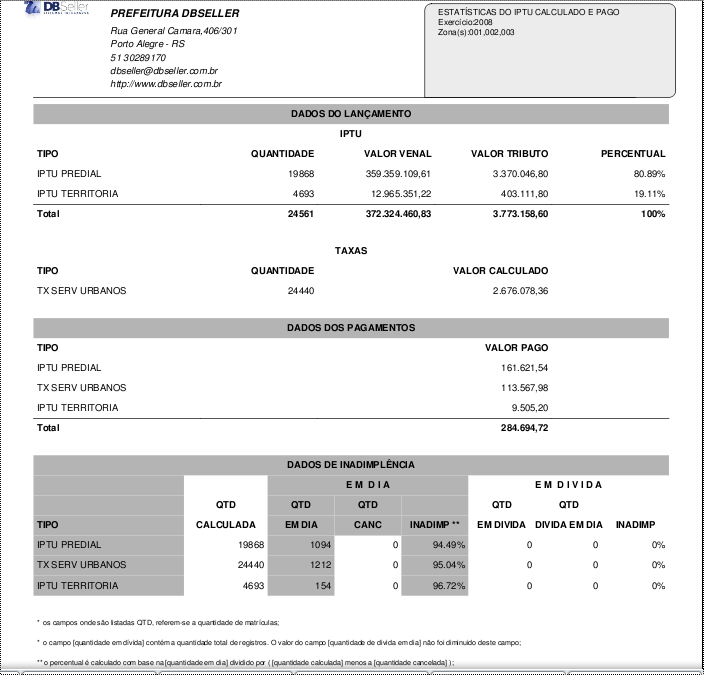 DBSeller
PREFEITURA DBSELLER
Rua General Camara,406/301
Porto Alegre - RS
51 30289170
dbseller@dbseller.com.br
http://www.dbseller.com.br
ESTATÍSTICAS DO IPTU CALCULADO E PAGO
Exercício:2008
Zona(s):001,002,003
DADOS DO LANÇAMENTO
IPTU
TIPO QUANTIDADE VALOR VENAL VALOR TRIBUTO PERCENTUAL
IPTU PREDIAL 19868 359.359.109,61 3.370.046,80 80.89%
IPTU TERRITORIA 4693 12.965.351,22 403.111,80 19.11%
Total 24561 372.324.460,83 3.773.158,60 100%
TAXAS
TIPO QUANTIDADE VALOR CALCULADO
TX SERV URBANOS 24440 2.676.078,36
DADOS DOS PAGAMENTOS
TIPO VALOR PAGO
IPTU PREDIAL 161.621,54
TX SERV URBANOS 113.567,98
IPTU TERRITORIA 9.505,20
Total 284.694,72
DADOS DE INADIMPLÊNCIA
E M D I A E M D I V I D A
QTD QTD QTD QTD QTD
TIPO CALCULADA EM DIA CANC INADIMP ** EM DIVIDA DIVIDA EM DIA INADIMP
IPTU PREDIAL 19868 1094 0 94.49% 0 0 0%
TX SERV URBANOS 24440 1212 0 95.04% 0 0 0%
IPTU TERRITORIA 4693 154 0 96.72% 0 0 0%
* os campos onde são listadas QTD, referem-se a quantidade de matrículas;
* o campo [quantidade em dívida] contém a quantidade total de registros. O valor do campo [quantidade de divida em dia] não foi diminuido deste campo;
** o percentual é calculado com base na [quantidade em dia] dividido por ( [quantidade calculada] menos a [quantidade cancelada] );